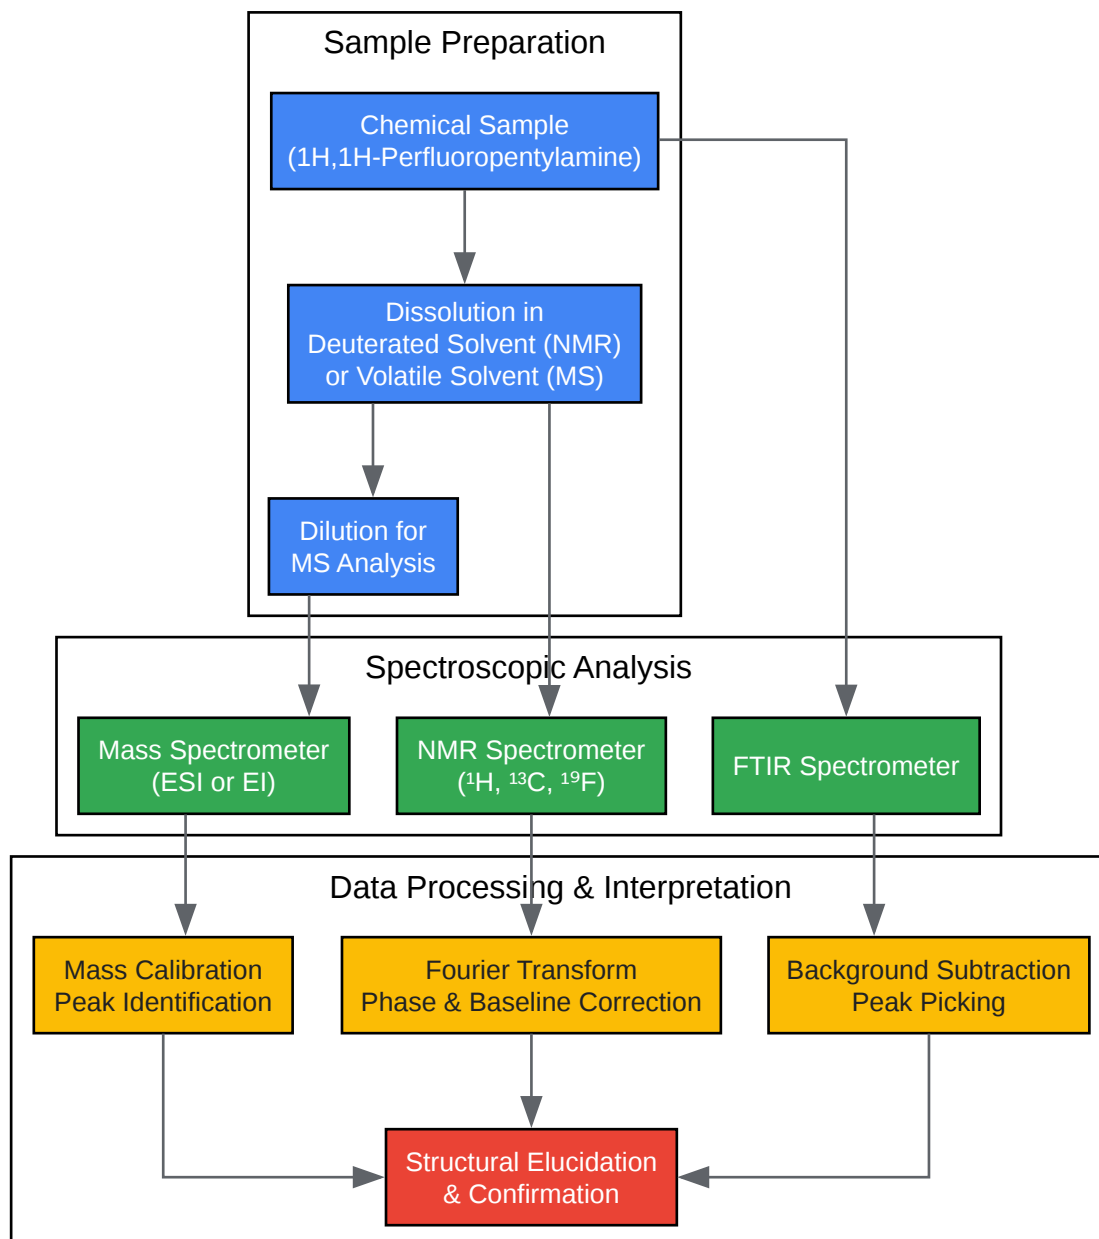 Sample Preparation
Chemical Sample
(1H,1H-Perfluoropentylamine)
Dissolution in
Deuterated Solvent (NMR)
or Volatile Solvent (MS)
Dilution for
MS Analysis
Spectroscopic Analysis
Mass Spectrometer
(ESI or EI)
NMR Spectrometer
(¹H, ¹³C, ¹⁹F)
FTIR Spectrometer
Data Processing & Interpretation
Mass Calibration
Peak Identification
Fourier Transform
Phase & Baseline Correction
Background Subtraction
Peak Picking
Structural Elucidation
& Confirmation